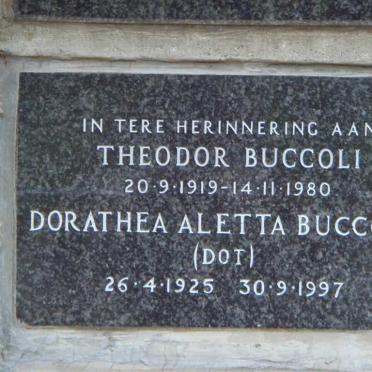 IN TERE HERINNERING AAN
THEODOR BUCCOLI
20·9·1919-14·11·1980
DORATHEA ALETTA BUCCO
(DOT)
26·4·1925 30·9·1997